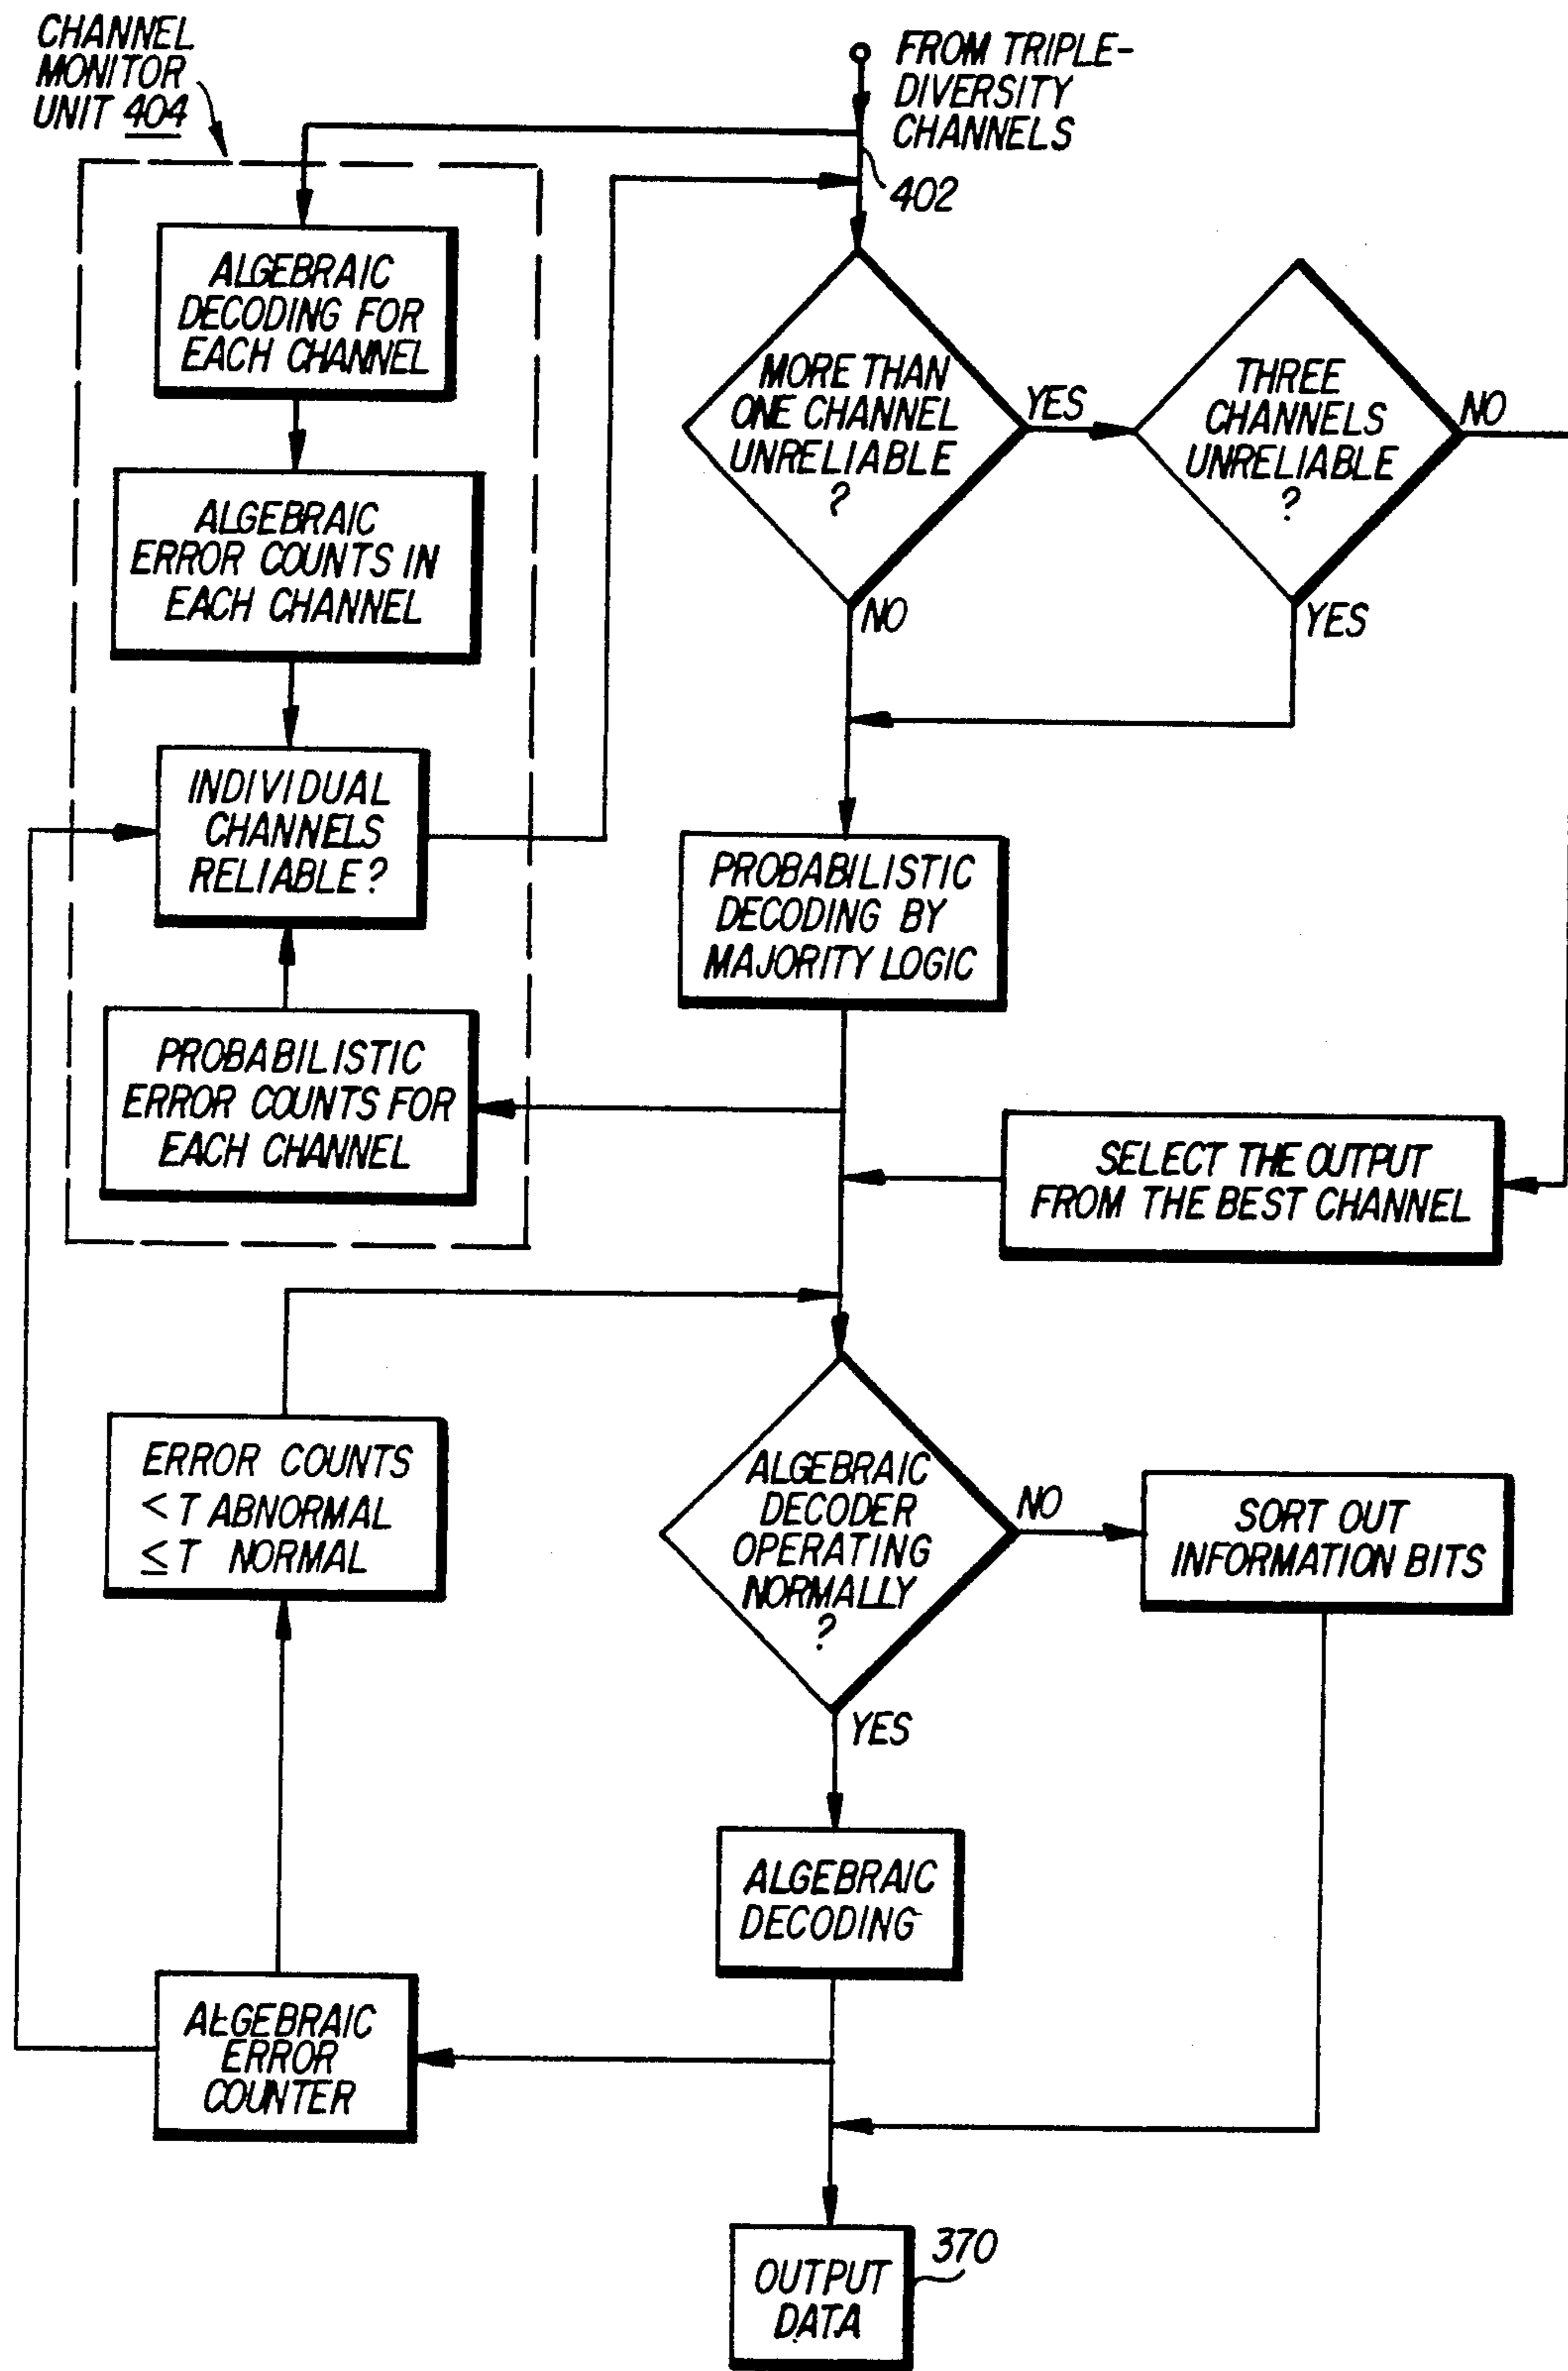 CHANNEL
MONITOR
UNIT 404
FROM TRIPLE-
DIVERSITY
CHANNELS
402
ALGEBRAIC
DECODING FOR
EACH CHANNEL
ALGEBRAIC
ERROR COUNTS IN
EACH CHANNEL
INDIVIDUAL
CHANNELS
RELIABLE?
PROBABILISTIC
ERROR COUNTS FOR
EACH CHANNEL
MORE THAN
ONE CHANNEL
UNRELIABLE
?
YES
NO
THREE
CHANNELS
UNRELIABLE
?
NO
YES
PROBABILISTIC
DECODING BY
MAJORITY LOGIC
SELECT THE OUTPUT
FROM THE BEST CHANNEL
ERROR COUNTS
< T ABNORMAL
≤ T NORMAL
ALGEBRAIC
DECODER
OPERATING
NORMALLY
?
NO
YES
SORT OUT
INFORMATION BITS
ALGEBRAIC
DECODING
ALGEBRAIC
ERROR
COUNTER
OUTPUT
DATA
370